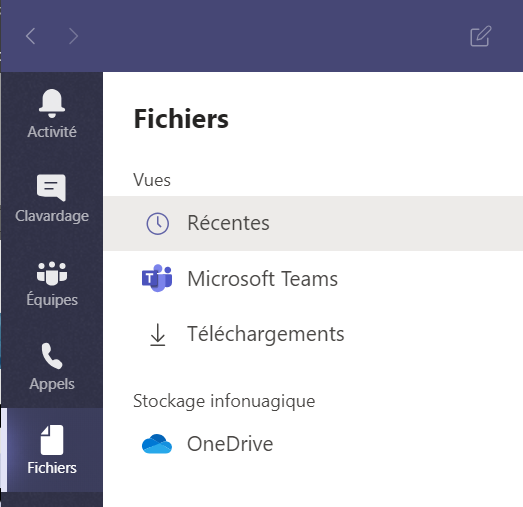 Activité
Clavardage
Équipes
Appels
Fichiers
Fichiers
Vues
Récentes
Microsoft Teams
Téléchargements
Stockage infonuagique
OneDrive